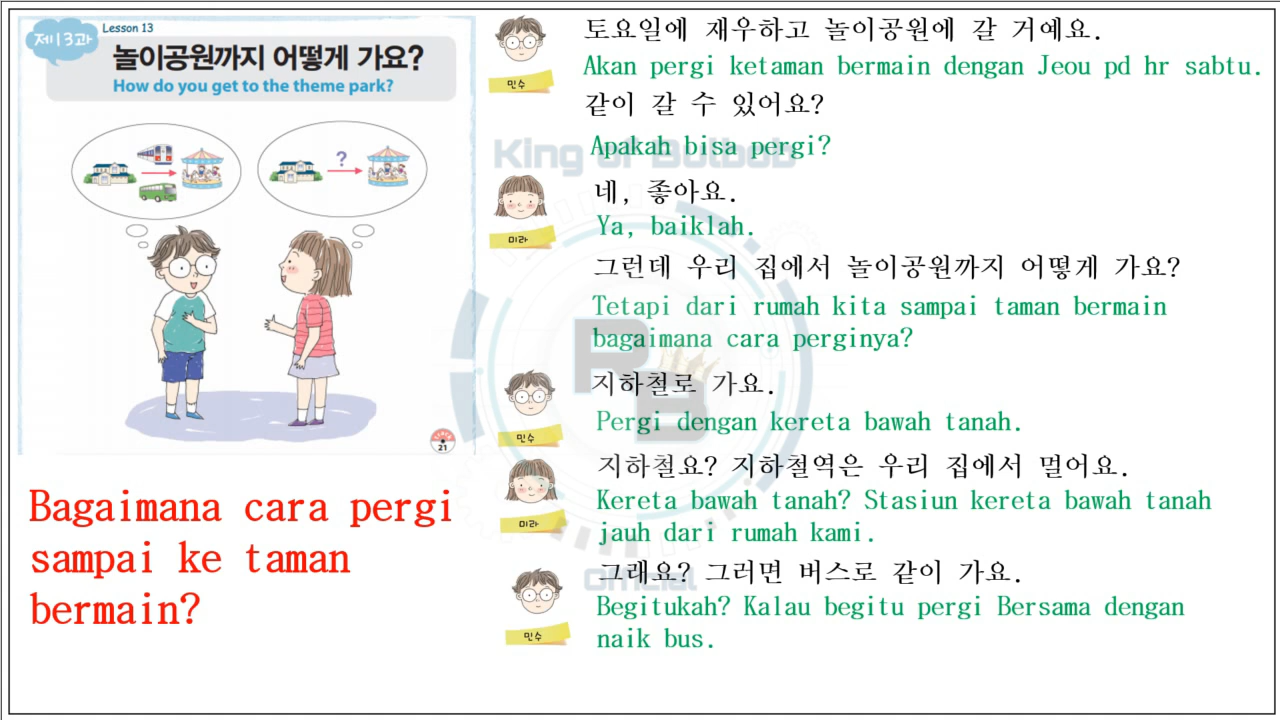 제13과
Lesson 13
놀이공원까지 어떻게 가요?
How do you get to the theme park?
?
21
Bagaimana cara pergi
sampai ke taman
bermain?
민수
토요일에 재우하고 놀이공원에 갈 거예요.
Akan pergi ketaman bermain dengan Jeou pd hr sabtu.
같이 갈 수 있어요?
King of Bolbob
Apakah bisa pergi?
미라
네, 좋아요.
Ya, baiklah.
그런데 우리 집에서 놀이공원까지 어떻게 가요?
Tetapi dari rumah kita sampai taman bermain
bagaimana cara perginya?
민수
지하철로 가요.
Pergi dengan kereta bawah tanah.
미라
지하철요? 지하철역은 우리 집에서 멀어요.
Kereta bawah tanah? Stasiun kereta bawah tanah
jauh dari rumah kami.
민수
그래요? 그러면 버스로 같이 가요.
Official
Begitukah? Kalau begitu pergi Bersama dengan
naik bus.